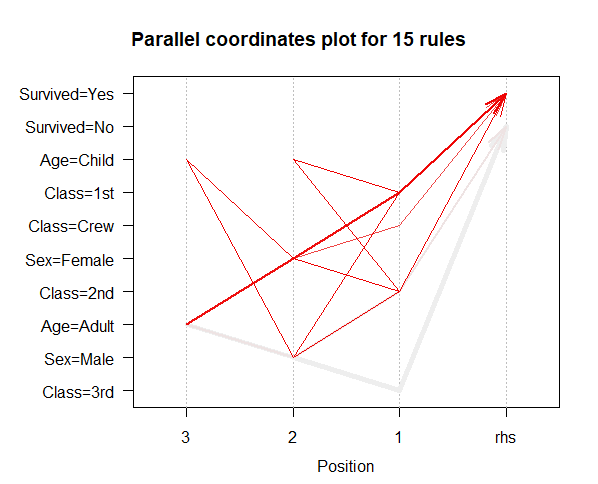 Parallel coordinates plot for 15 rules
Survived=Yes
Survived=No
Age=Child
Class=1st
Class=Crew
Sex=Female
Class=2nd
Age=Adult
Sex=Male
Class=3rd
3 2 1 rhs
Position